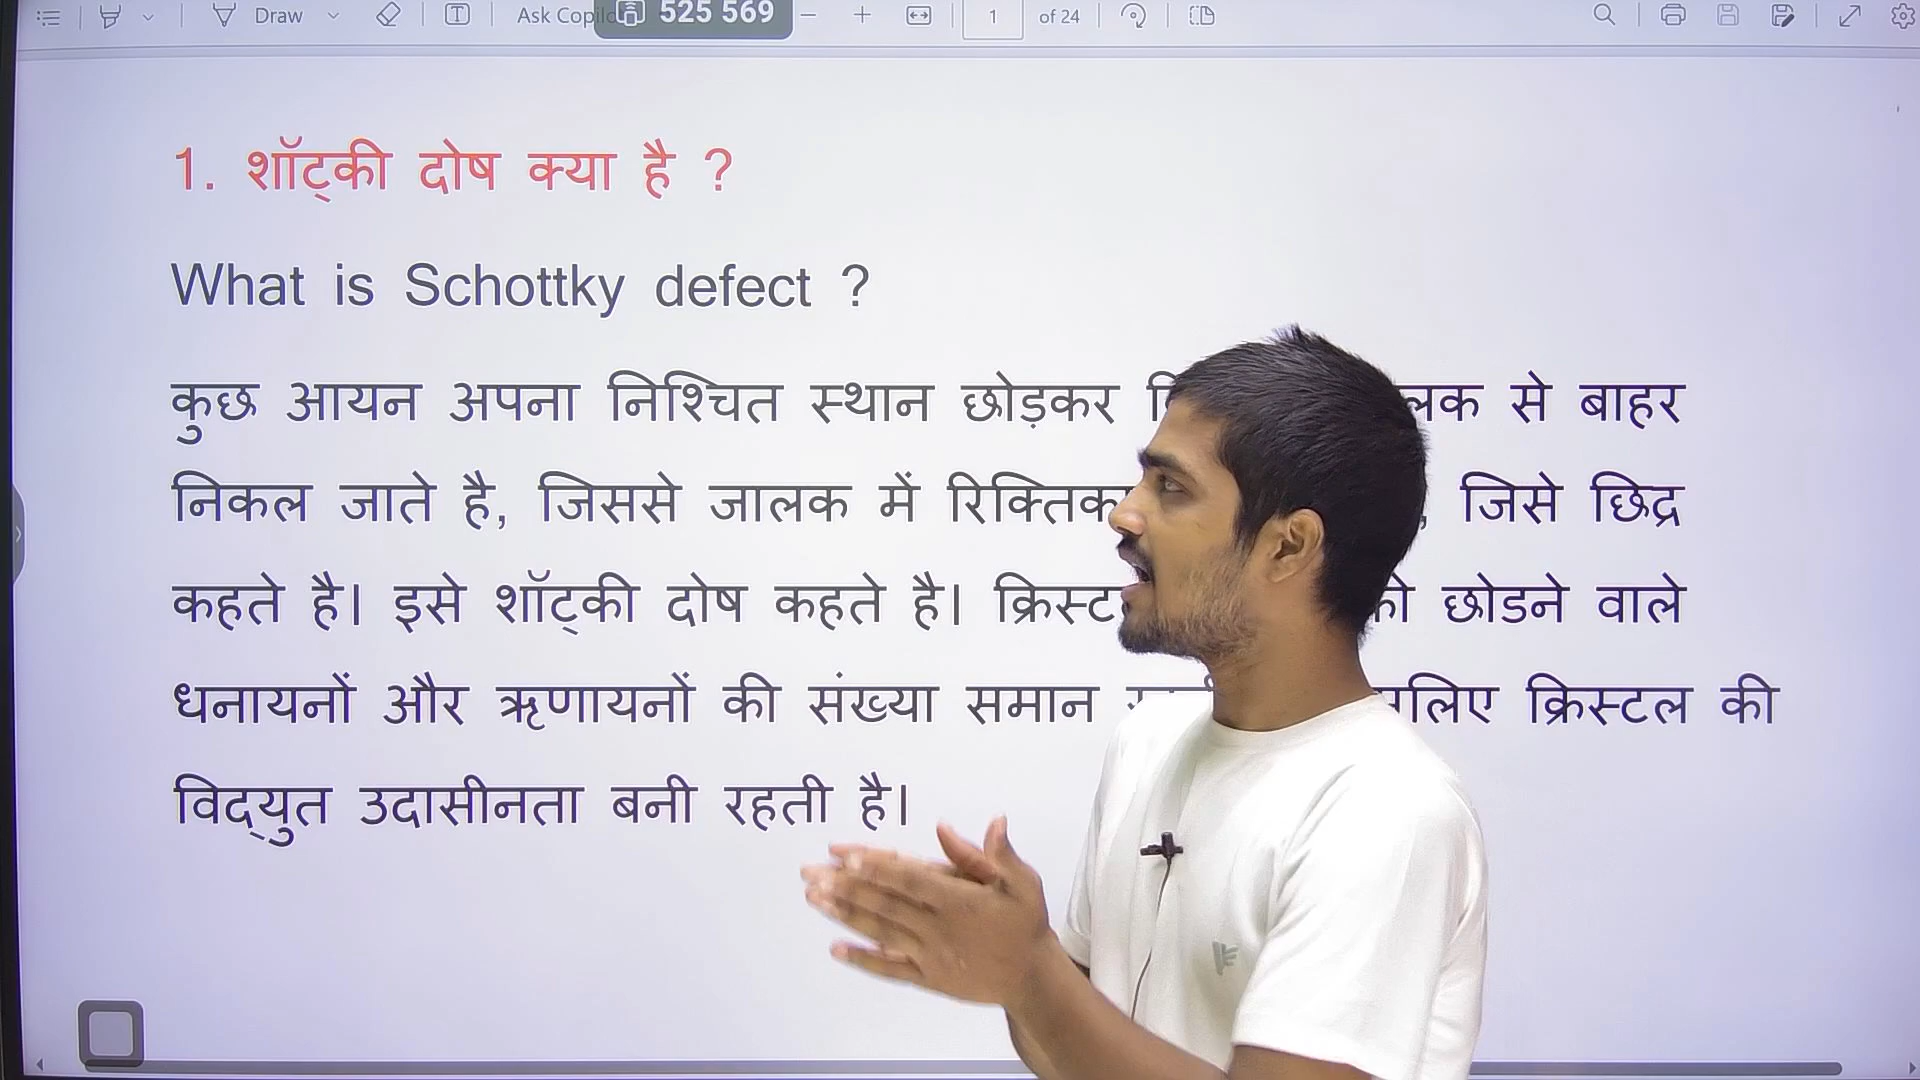 Draw Ask Copil 525 569 1 of 24
1. शॉट्की दोष क्या है ?
What is Schottky defect ?
कुछ आयन अपना निश्चित स्थान छोड़कर से बाहर
निकल जाते है, जिससे जालक में जिसे छिद्र
कहते है। इसे शॉट्की दोष कहते है। छोडने वाले
धनायनों और ऋणायनों की संख्या समान क्रिस्टल की
विद्युत उदासीनता बनी रहती है।